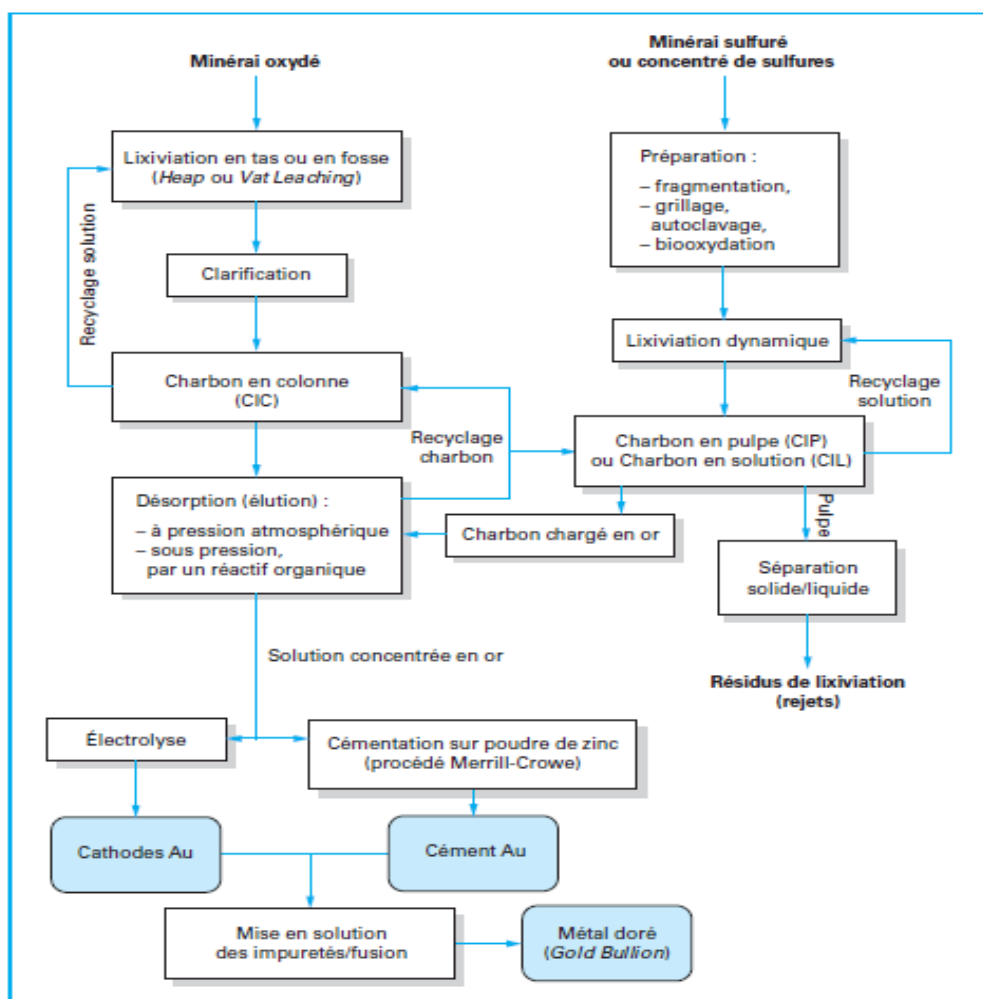 Minérai oxydé
Lixiviation en tas ou en fosse
(Heap ou Vat Leaching)
Recyclage solution
Clarification
Charbon en colonne
(CIC)
Recyclage
charbon
Désorption (élution) :
– à pression atmosphérique
– sous pression,
par un réactif organique
Solution concentrée en or
Minérai sulfuré
ou concentré de sulfures
Préparation :
– fragmentation,
– grillage,
autoclavage,
– biooxydation
Lixiviation dynamique
Recyclage
solution
Charbon en pulpe (CIP)
ou Charbon en solution (CIL)
Charbon chargé en or
Pulpe
Séparation
solide/liquide
Résidus de lixiviation
(rejets)
Électrolyse
Cémentation sur poudre de zinc
(procédé Merrill-Crowe)
Cathodes Au
Cément Au
Mise en solution
des impuretés/fusion
Métal doré
(Gold Bullion)